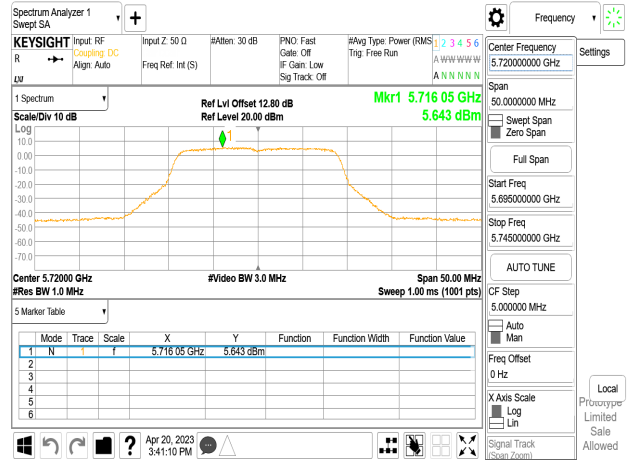 Spectrum Analyzer 1
Swept SA
Frequency
KEYSIGHT
R
Input: RF
Coupling: DC
Align: Auto
Input Z: 50 Ω
Freq Ref: Int (S)
#Atten: 30 dB
PNO: Fast
Gate: Off
IF Gain: Low
Sig Track: Off
#Avg Type: Power (RMS
Trig: Free Run
1 2 3 4 5 6
A W W W W W
A N N N N N
1 Spectrum
Scale/Div 10 dB
Ref Lvl Offset 12.80 dB
Ref Level 20.00 dBm
Mkr1 5.716 05 GHz
5.643 dBm
Log
1
10.0
0.00
-10.0
-20.0
-30.0
-40.0
-50.0
-60.0
-70.0
Center 5.72000 GHz
#Res BW 1.0 MHz
#Video BW 3.0 MHz
Span 50.00 MHz
Sweep 1.00 ms (1001 pts)
5 Marker Table
Mode Trace Scale X Y Function Function Width Function Value
1 N 1 f 5.716 05 GHz 5.643 dBm
2
3
4
5
6
Apr 20, 2023
3:41:10 PM
Center Frequency
5.720000000 GHz
Span
50.0000000 MHz
Swept Span
Zero Span
Full Span
Start Freq
5.695000000 GHz
Stop Freq
5.745000000 GHz
AUTO TUNE
CF Step
5.000000 MHz
Auto
Man
Freq Offset
0 Hz
X Axis Scale
Log
Lin
Signal Track
(Span Zoom)
Settings
Local
Prototype
Limited
Sale
Allowed